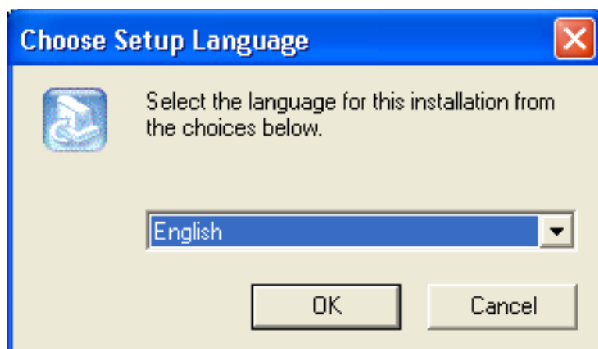 Choose Setup Language
Select the language for this installation from
the choices below.
English
OK
Cancel